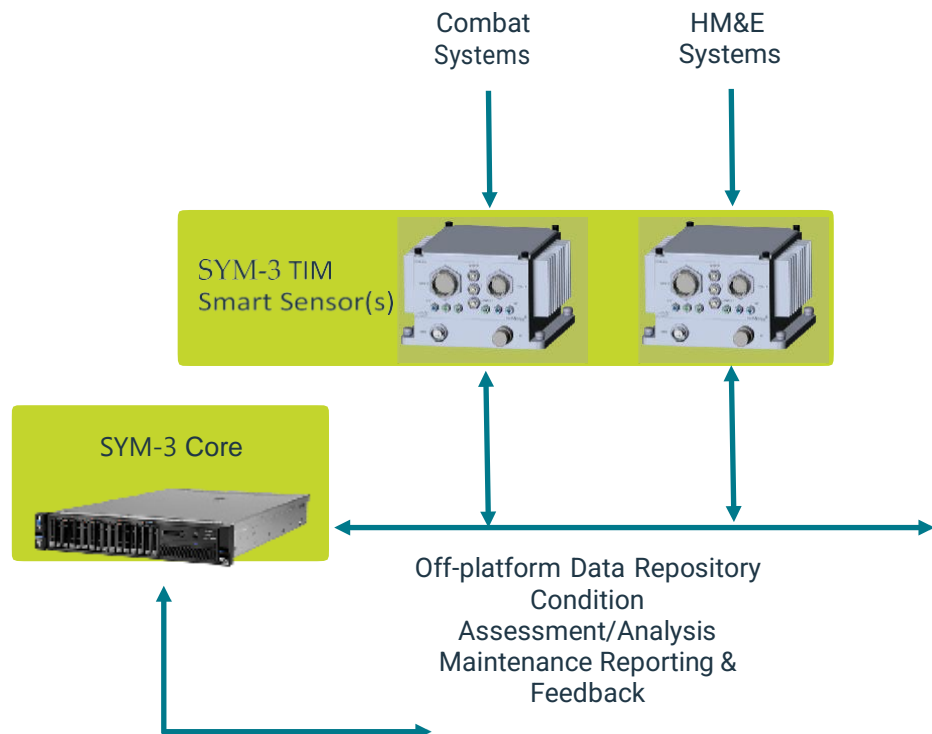 Combat
Systems
HM&E
Systems
SYM-3 TIM
Smart Sensor(s)
SYM-3 Core
Off-platform Data Repository
Condition
Assessment/Analysis
Maintenance Reporting &
Feedback